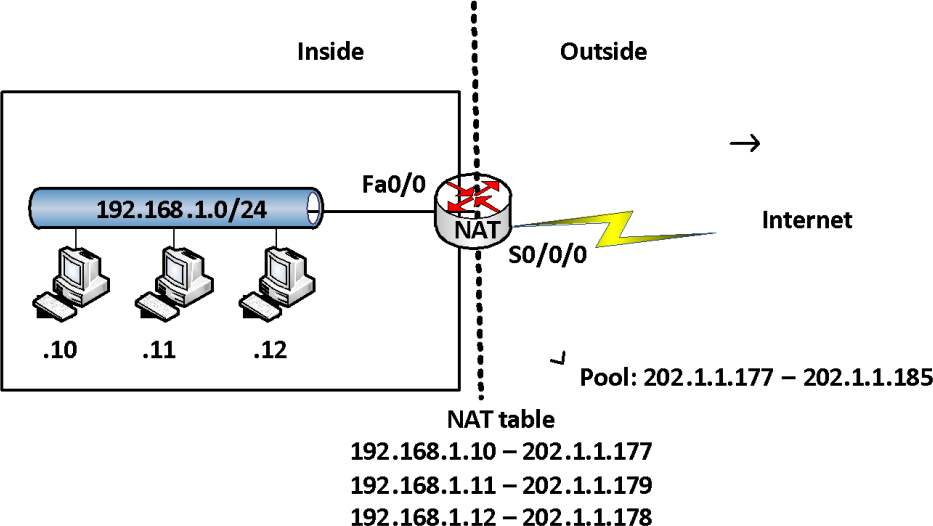 Inside
Outside
Fa0/0
192.168.1.0/24
NAT
S0/0/0
Internet
.10
.11
.12
Pool: 202.1.1.177 – 202.1.1.185
NAT table
192.168.1.10 – 202.1.1.177
192.168.1.11 – 202.1.1.179
192.168.1.12 – 202.1.1.178